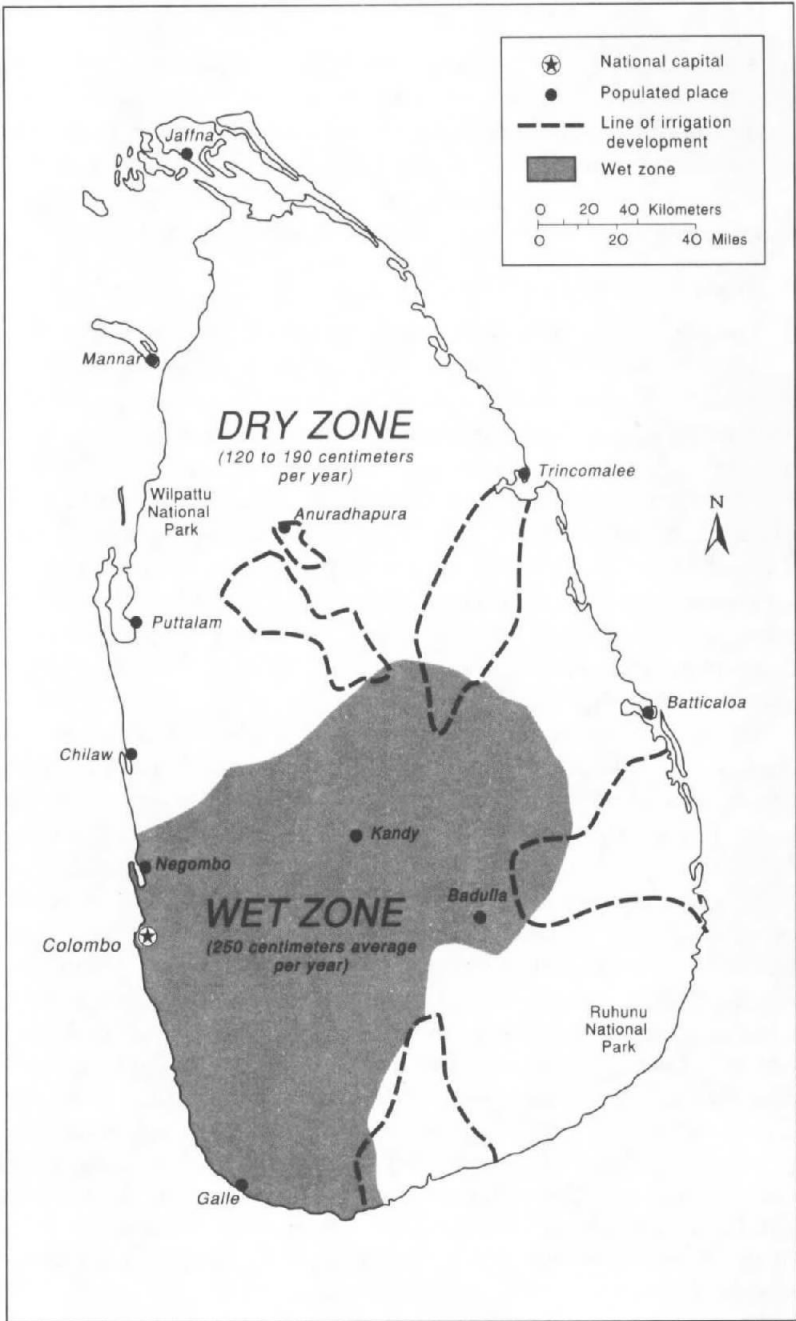 National capital
Populated place
Line of irrigation
development
Wet zone
0 20 40 Kilometers
0 20 40 Miles
Jaffna
Mannar
DRY ZONE
(120 to 190 centimeters
per year)
Trincomalee
Wilpattu
National
Park
Anuradhapura
N
Puttalam
Batticaloa
Chilaw
Kandy
Negombo
Badulla
WET ZONE
(250 centimeters average
per year)
Colombo
Ruhunu
National
Park
Galle